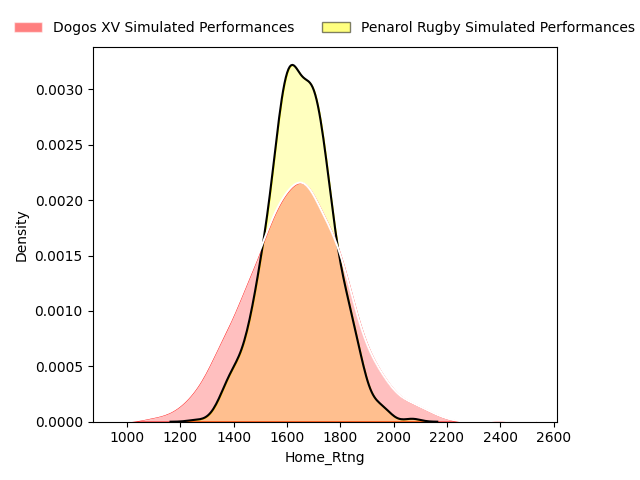 Dogos XV Simulated Performances
Penarol Rugby Simulated Performances
0.0030
0.0025
0.0020
0.0015
0.0010
0.0005
0.0000
Density
1000 1200 1400 1600 1800 2000 2200 2400 2600
Home_Rtng